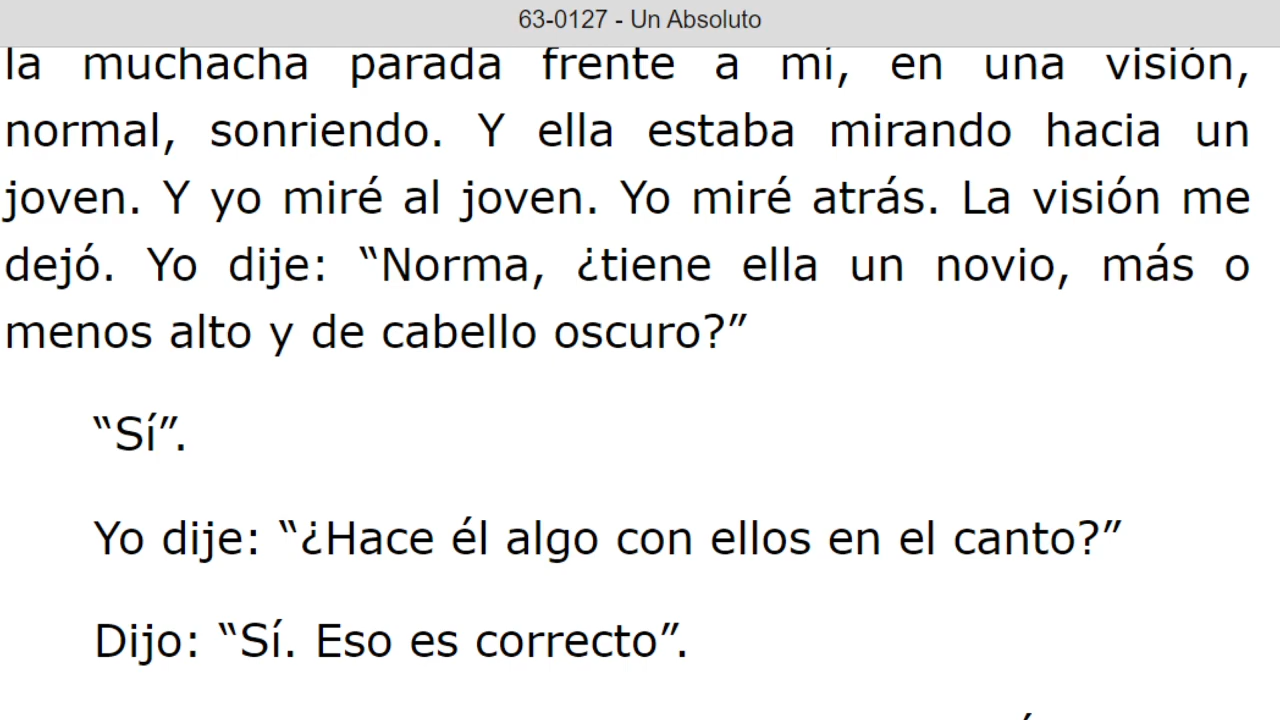 63-0127 - Un Absoluto
la muchacha parada frente a mí, en una visión,
normal, sonriendo. Y ella estaba mirando hacia un
joven. Y yo miré al joven. Yo miré atrás. La visión me
dejó. Yo dije: “Norma, ¿tiene ella un novio, más o
menos alto y de cabello oscuro?”
“Sí”.
Yo dije: “¿Hace él algo con ellos en el canto?”
Dijo: “Sí. Eso es correcto”.